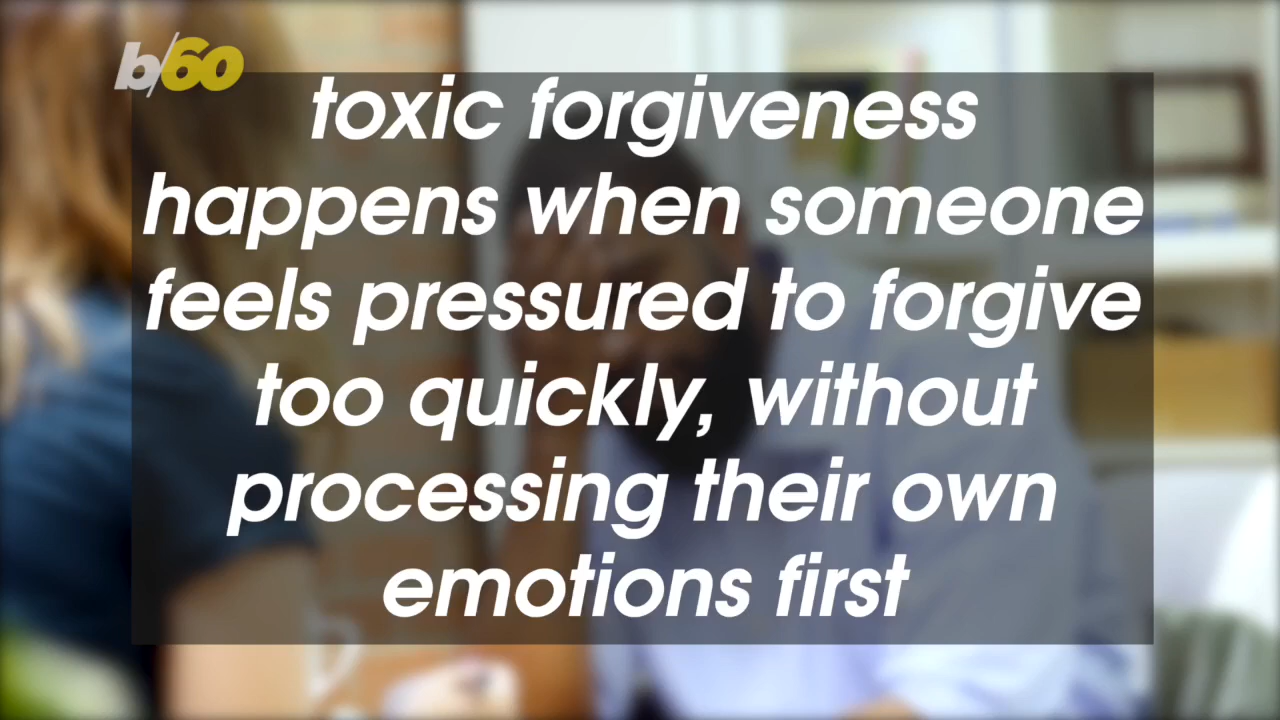 b/60
toxic forgiveness
happens when someone
feels pressured to forgive
too quickly, without
processing their own
emotions first